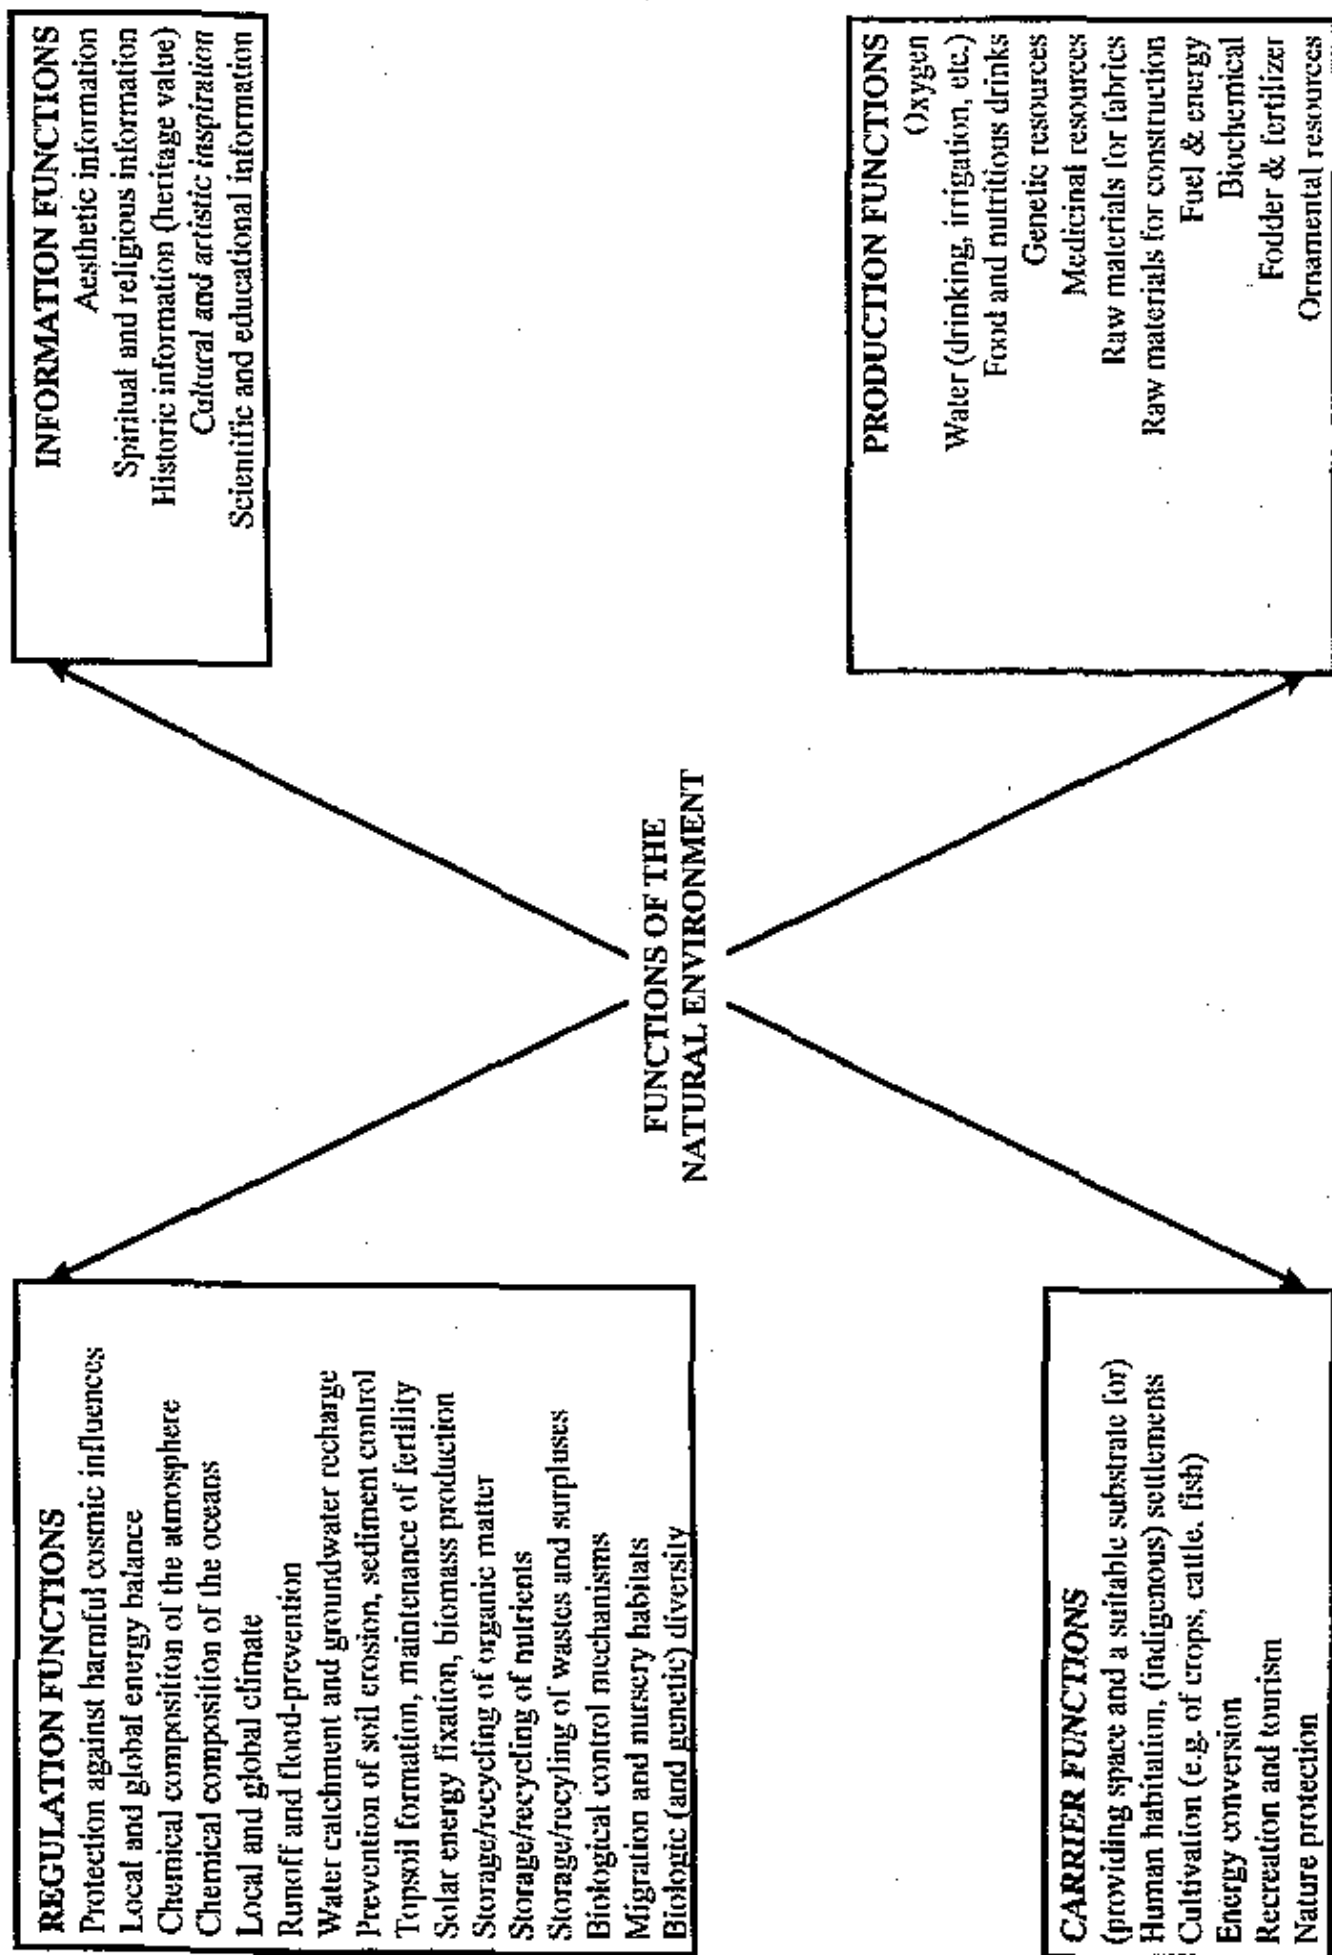 REGULATION FUNCTIONS
Protection against harmful cosmic influences
Local and global energy balance
Chemical composition of the atmosphere
Chemical composition of the oceans
Local and global climate
Runoff and flood-prevention
Water catchment and groundwater recharge
Prevention of soil erosion, sediment control
Topsoil formation, maintenance of fertility
Solar energy fixation, biomass production
Storage/recycling of organic matter
Storage/recycling of nutrients
Storage/recyling of wastes and surpluses
Biological control mechanisms
Migration and nursery habitats
Biologic (and genetic) diversity
INFORMATION FUNCTIONS
Aesthetic information
Spiritual and religious information
Historic information (heritage value)
Cultural and artistic inspiration
Scientific and educational information
FUNCTIONS OF THE
NATURAL ENVIRONMENT
CARRIER FUNCTIONS
(providing space and a suitable substrate for)
Human habitation, (indigenous) settlements
Cultivation (e.g. of crops, cattle, fish)
Energy conversion
Recreation and tourism
Nature protection
PRODUCTION FUNCTIONS
Oxygen
Water (drinking, irrigation, etc.)
Food and nutritious drinks
Genetic resources
Medicinal resources
Raw materials for fabrics
Raw materials for construction
Fuel & energy
Biochemical
Fodder & fertilizer
Ornamental resources